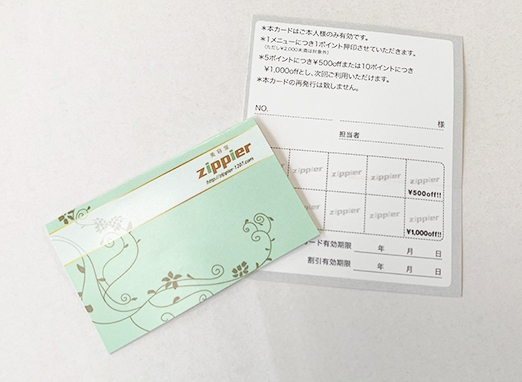 ＊本カードはご本人様のみ有効です。
＊1メニューにつき1ポイント押印させていただきます。
(ただし¥2,000未満は対象外)
＊5ポイントにつき¥500offまたは10ポイントにつき
¥1,000offとし、次回ご利用いただけます。
＊本カードの再発行は致しません。
NO.
様
担当者
zippier zippier zippier zippier
¥500off!!
zippier zippier
¥1,000off!!
ード有効期限 年 月 日
割引有効期限 年 月 日
美容室
zippier
http://zippier.1207.com